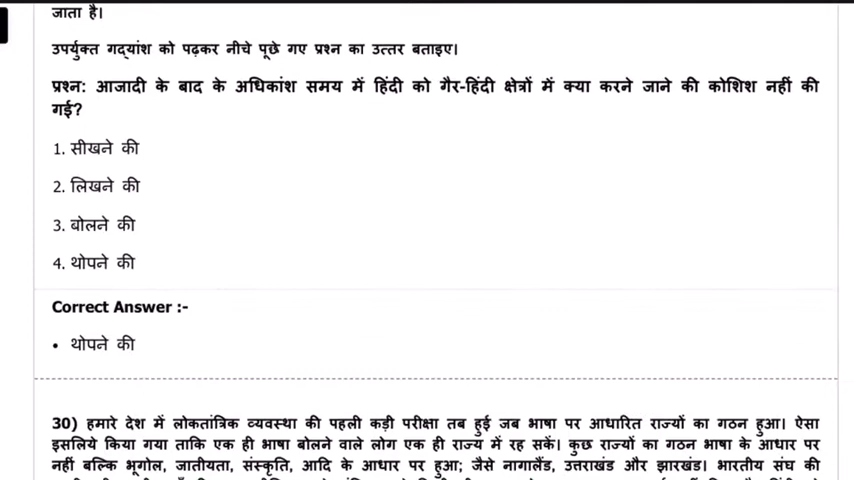 जाता है।
उपर्युक्त गद्यांश को पढ़कर नीचे पूछे गए प्रश्न का उत्तर बताइए।
प्रश्न: आजादी के बाद के अधिकांश समय में हिंदी को गैर-हिंदी क्षेत्रों में क्या करने जाने की कोशिश नहीं की
गई?
1. सीखने की
2. लिखने की
3. बोलने की
4. थोपने की
Correct Answer :-
• थोपने की
30) हमारे देश में लोकतांत्रिक व्यवस्था की पहली कड़ी परीक्षा तब हुई जब भाषा पर आधारित राज्यों का गठन हुआ। ऐसा
इसलिये किया गया ताकि एक ही भाषा बोलने वाले लोग एक ही राज्य में रह सकें। कुछ राज्यों का गठन भाषा के आधार पर
नहीं बल्कि भूगोल, जातीयता, संस्कृति, आदि के आधार पर हुआ; जैसे नागालैंड, उत्तराखंड और झारखंड। भारतीय संघ की